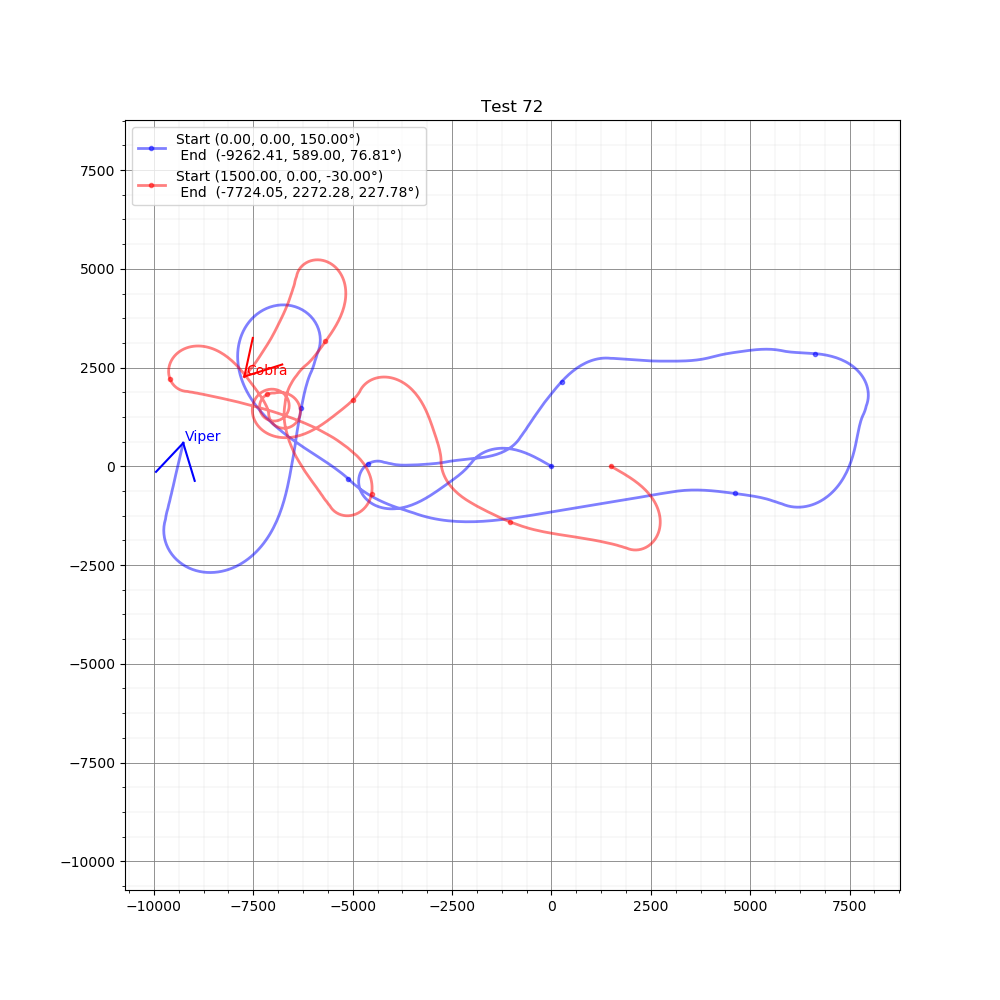 Test 72
Start (0.00, 0.00, 150.00°)
End (-9262.41, 589.00, 76.81°)
Start (1500.00, 0.00, -30.00°)
End (-7724.05, 2272.28, 227.78°)
7500
5000
2500
0
−2500
−5000
−7500
−10000
Cobra
Viper
−10000 −7500 −5000 −2500 0 2500 5000 7500